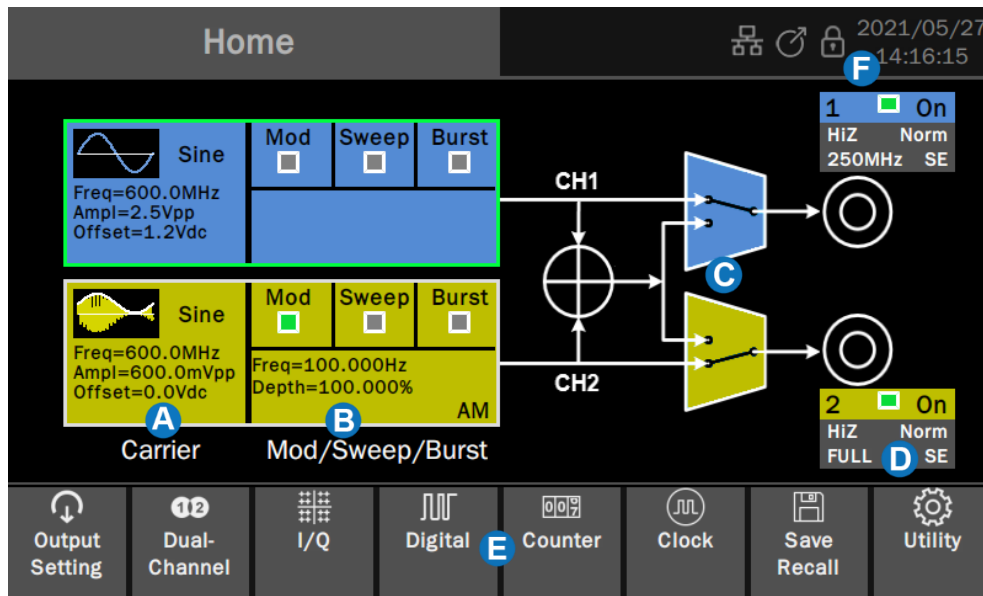 Home
2021/05/27
14:16:15
F
1 On
HiZ Norm
250MHz SE
Sine
Freq=600.0MHz
Ampl=2.5Vpp
Offset=1.2Vdc
Mod Sweep Burst
CH1
C
Sine
Freq=600.0MHz
Ampl=600.0mVpp
Offset=0.0Vdc
A
Mod Sweep Burst
Freq=100.000Hz
Depth=100.000%
AM
B
CH2
2 On
HiZ Norm
FULL SE
D
Carrier
Mod/Sweep/Burst
Output
Setting
12
Dual-
Channel
I/Q
Digital
E
Counter
Clock
Save
Recall
Utility